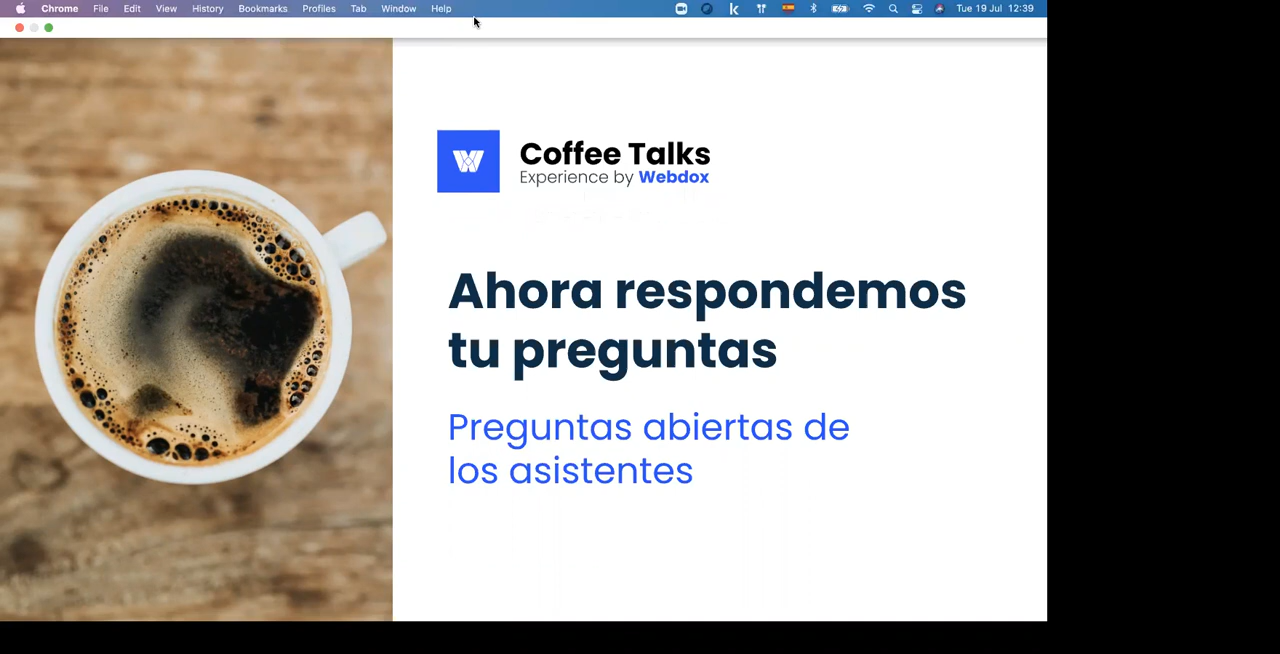 Chrome File Edit View History Bookmarks Profiles Tab Window Help Tue 19 Jul 12:39
Coffee Talks
Experience by Webdox
Ahora respondemos
tu preguntas
Preguntas abiertas de
los asistentes